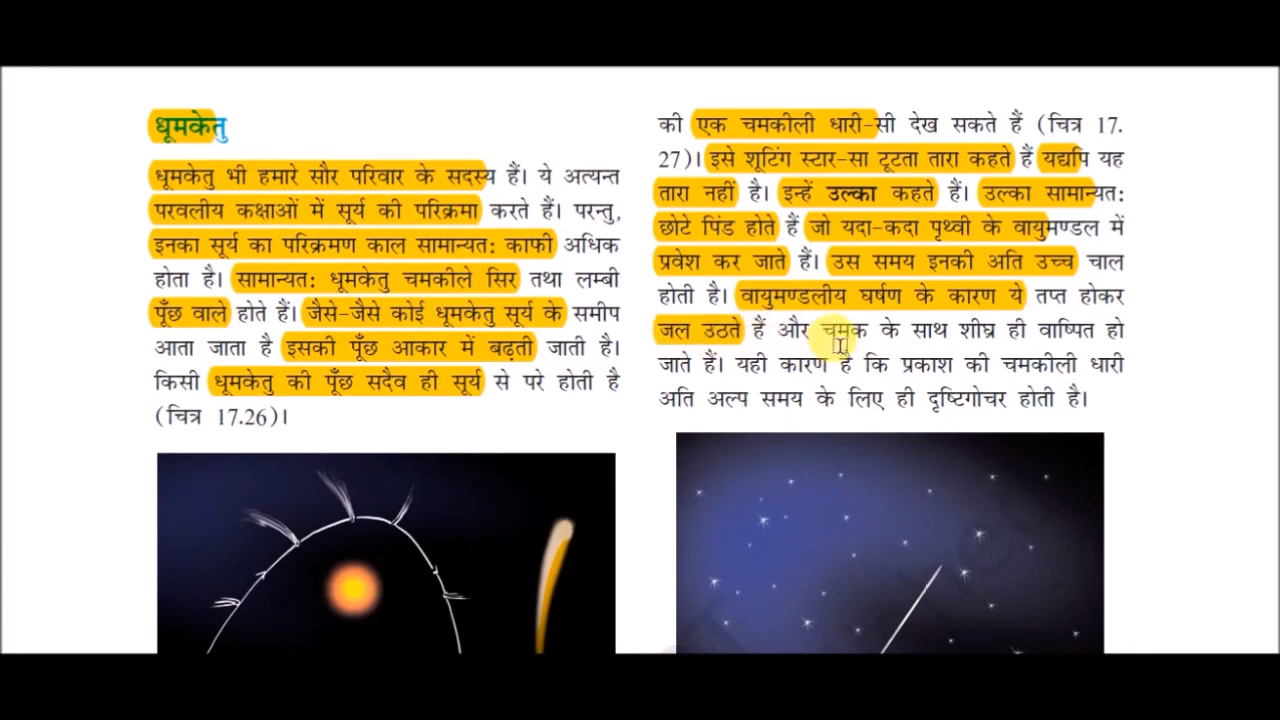 धूमकेतु
धूमकेतु भी हमारे सौर परिवार के सदस्य हैं। ये अत्यन्त
परवलीय कक्षाओं में सूर्य की परिक्रमा करते हैं। परन्तु,
इनका सूर्य का परिक्रमण काल सामान्यत: काफी अधिक
होता है। सामान्यत: धूमकेतु चमकीले सिर तथा लम्बी
पूँछ वाले होते हैं। जैसे-जैसे कोई धूमकेतु सूर्य के समीप
आता जाता है इसकी पूँछ आकार में बढ़ती जाती है।
किसी धूमकेतु की पूँछ सदैव ही सूर्य से परे होती है
(चित्र 17.26)।
की एक चमकीली धारी-सी देख सकते हैं (चित्र 17.
27)। इसे शूटिंग स्टार-सा टूटता तारा कहते हैं यद्यपि यह
तारा नहीं है। इन्हें उल्का कहते हैं। उल्का सामान्यत:
छोटे पिंड होते हैं जो यदा-कदा पृथ्वी के वायुमण्डल में
प्रवेश कर जाते हैं। उस समय इनकी अति उच्च चाल
होती है। वायुमण्डलीय घर्षण के कारण ये तप्त होकर
जल उठते हैं और चमक के साथ शीघ्र ही वाष्पित हो
जाते हैं। यही कारण है कि प्रकाश की चमकीली धारी
अति अल्प समय के लिए ही दृष्टिगोचर होती है।